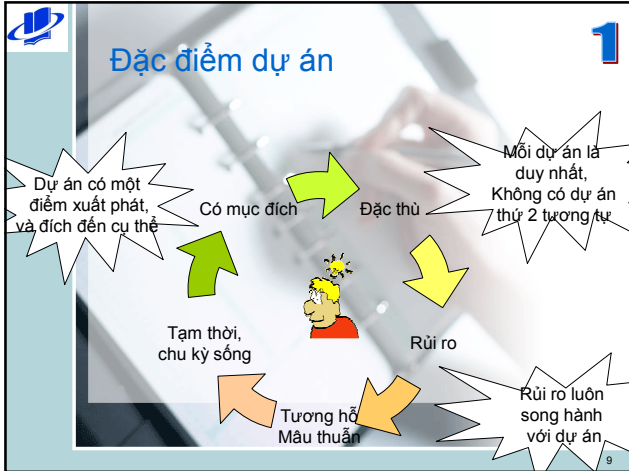 1
Đặc điểm dự án
Dự án có một
điểm xuất phát,
và đích đến cụ thể
Có mục đích
Đặc thù
Mỗi dự án là
duy nhất,
Không có dự án
thứ 2 tương tự
Tạm thời,
chu kỳ sống
Rủi ro
Tương hỗ
Mâu thuẫn
Rủi ro luôn
song hành
với dự án
9